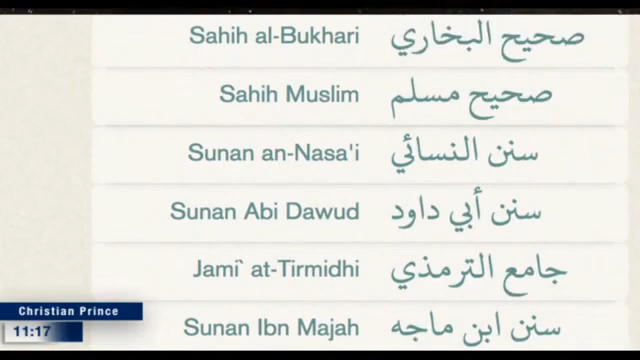 Sahih al-Bukhari صحيح البخاري
Sahih Muslim صحيح مسلم
Sunan an-Nasa'i سنن النسائي
Sunan Abi Dawud سنن أبي داود
Jami` at-Tirmidhi جامع الترمذي
Sunan Ibn Majah سنن ابن ماجه
Christian Prince
11:17